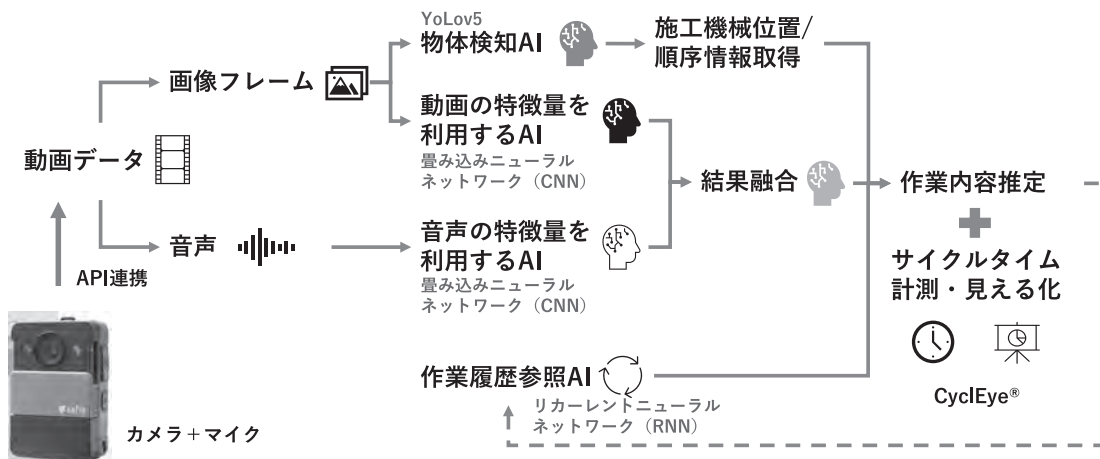 YoLov5
物体検知AI
施工機械位置/
順序情報取得
画像フレーム
動画の特徴量を
利用するAI
畳み込みニューラル
ネットワーク（CNN）
動画データ
結果融合
作業内容推定
音声
音声の特徴量を
利用するAI
畳み込みニューラル
ネットワーク（CNN）
API連携
サイクルタイム
計測・見える化
作業履歴参照AI
リカーレントニューラル
ネットワーク（RNN）
CyclEye®
safie
カメラ＋マイク